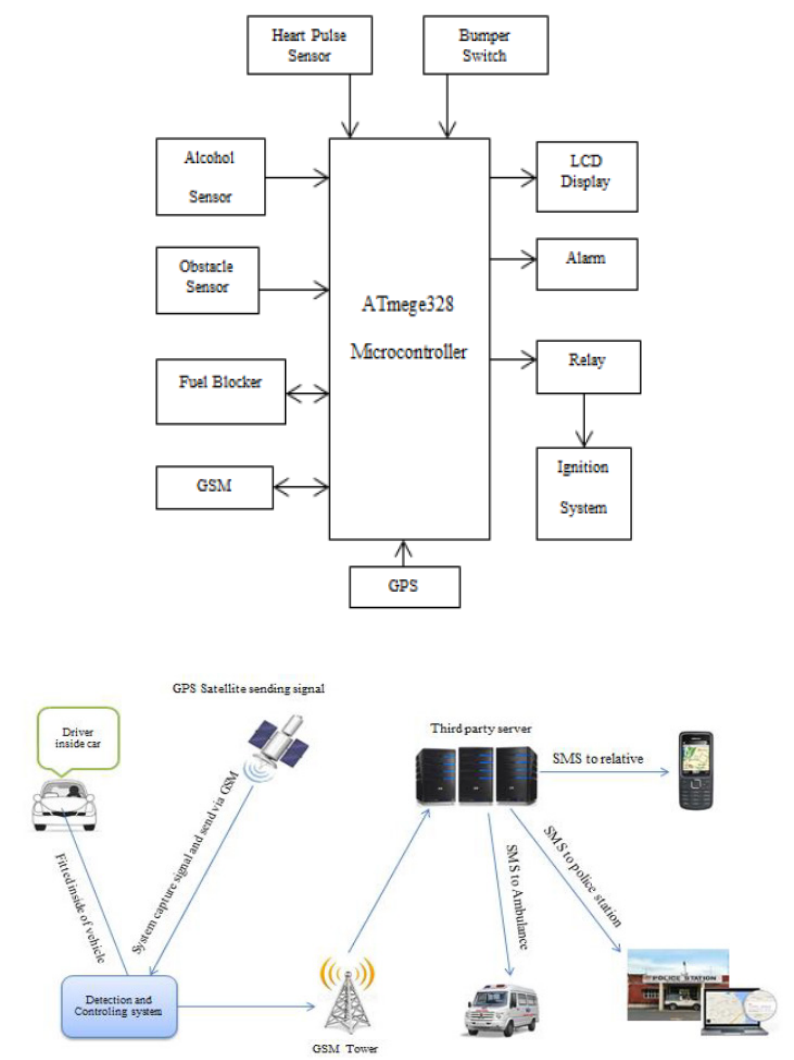 Heart Pulse
Sensor
Bumper
Switch
Alcohol
Sensor
LCD
Display
Obstacle
Sensor
Alarm
ATmege328
Microcontroller
Fuel Blocker
Relay
GSM
Ignition
System
GPS
GPS Satellite sending signal
Driver
inside car
Third party server
SMS to relative
Fitted inside of vehicle
System capture signal and send via GSM
SMS to Ambulance
SMS to police station
POLICE STATION
Detection and
Controling system
GSM Tower